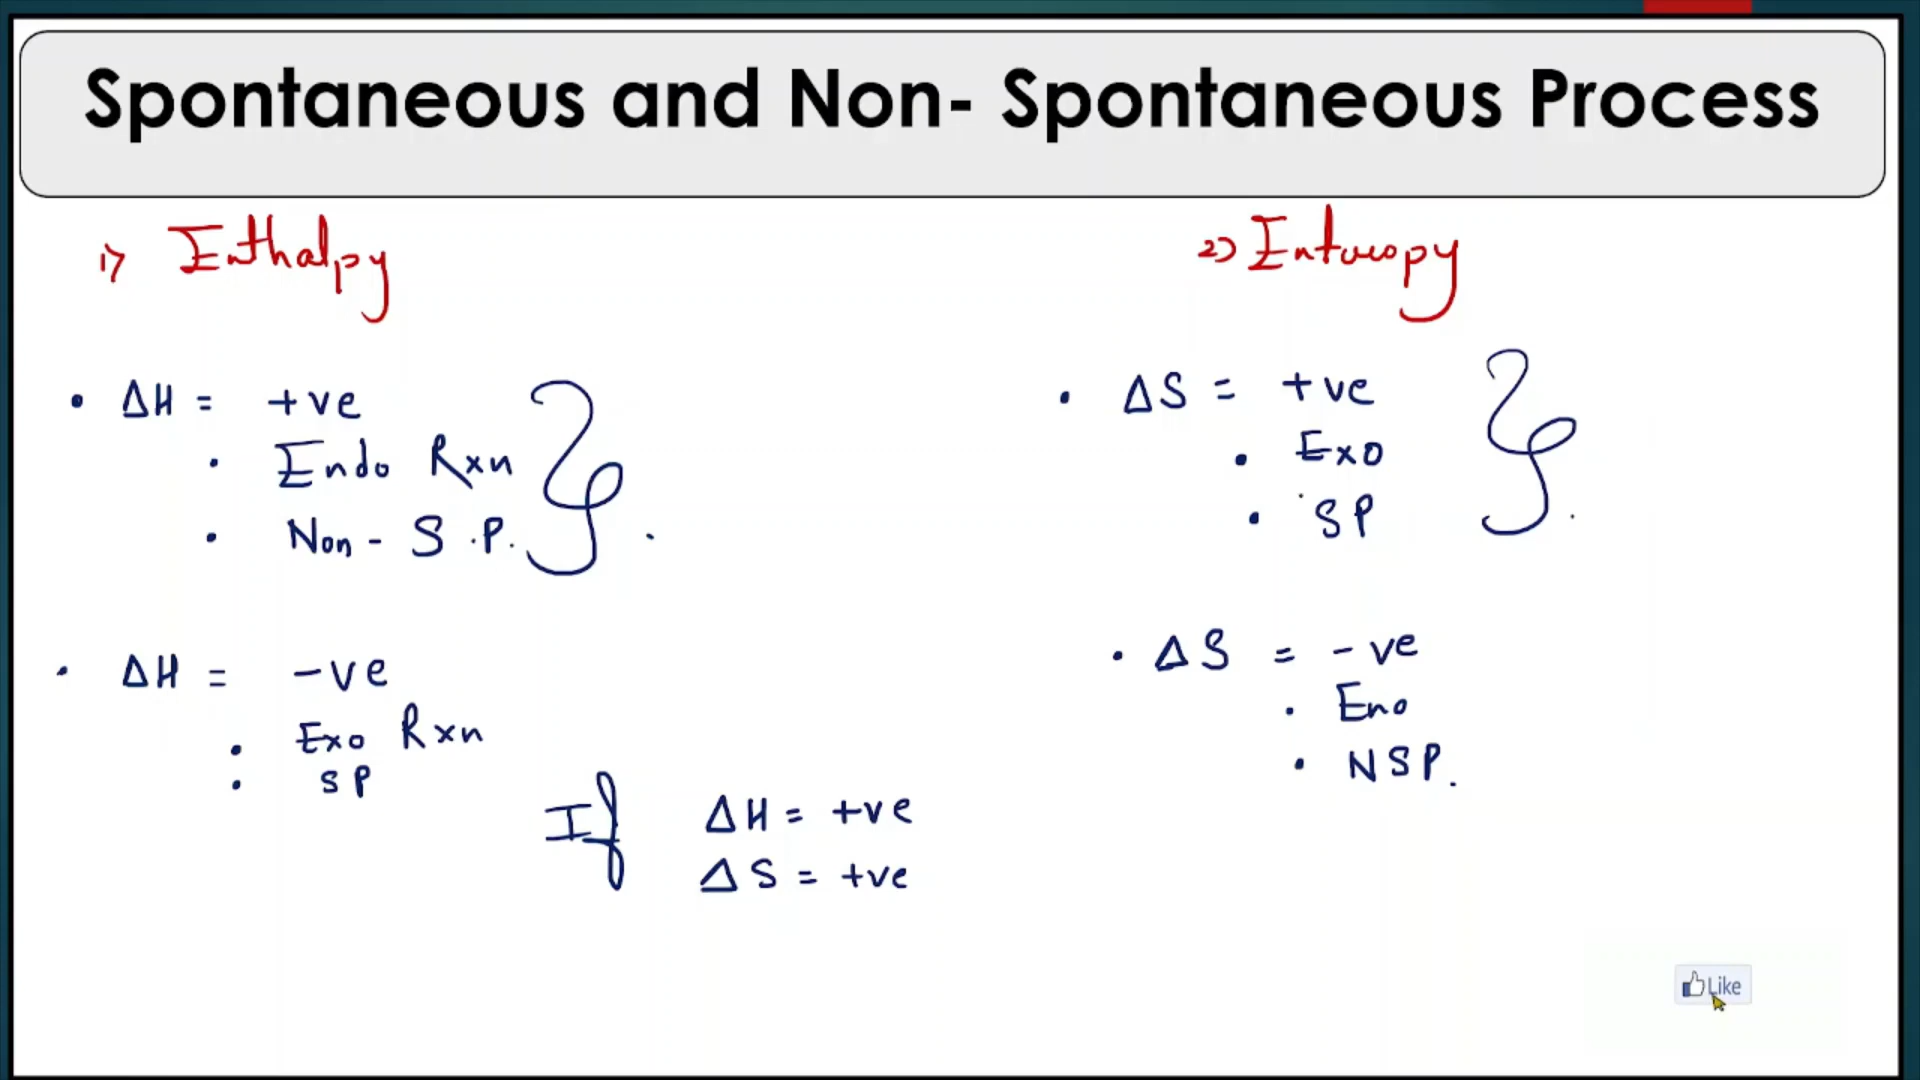 Spontaneous and Non- Spontaneous Process
1) Enthalpy
• ΔH = +ve
• Endo Rxn
• Non - S.P.
• ΔH = -ve
• Exo Rxn
• SP
2) Entropy
• ΔS = +ve
• Exo
• SP
• ΔS = -ve
• Eno
• NSP.
If ΔH = +ve
ΔS = +ve
Like